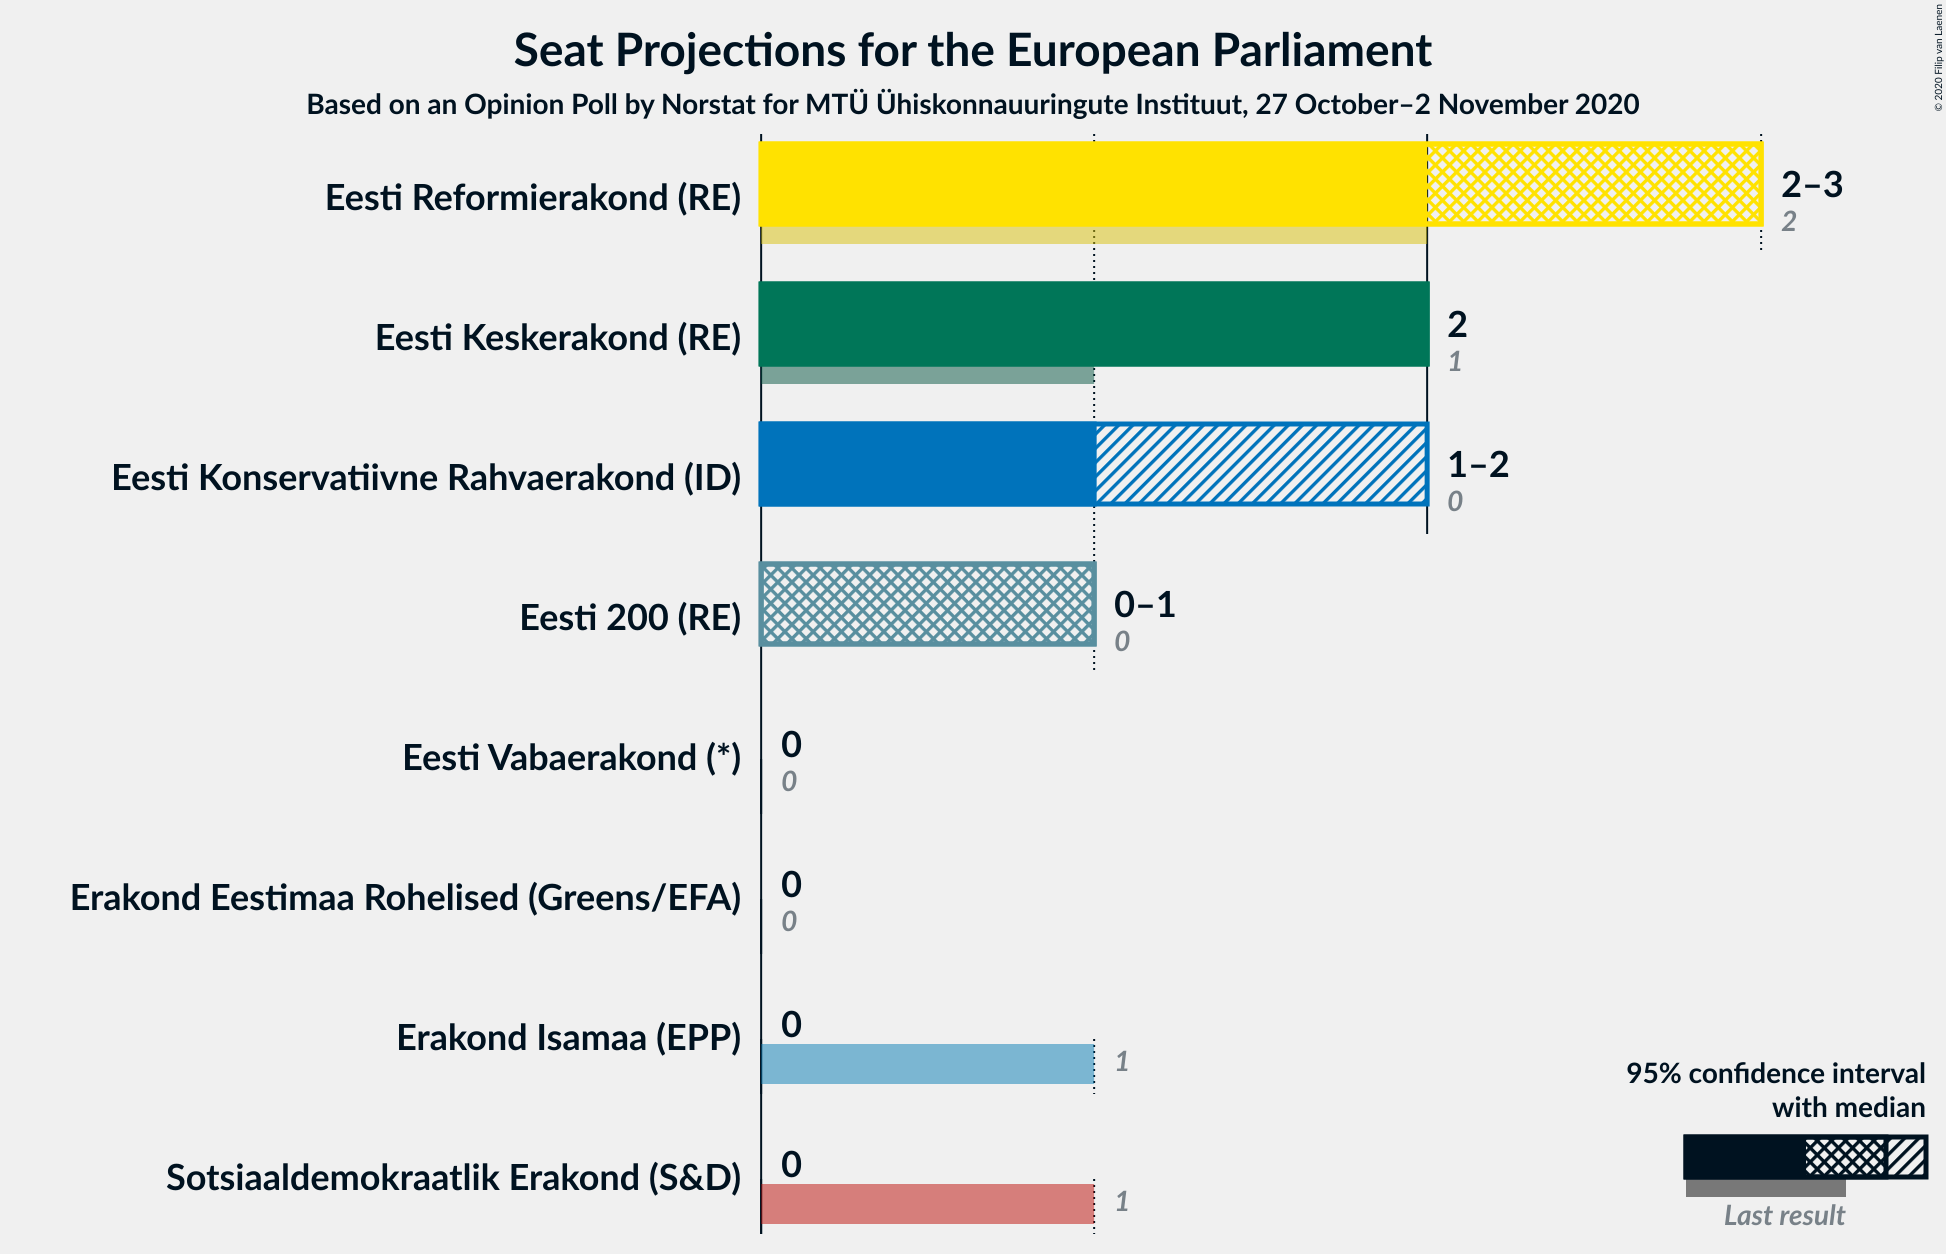 Seat Projections for the European Parliament
Based on an Opinion Poll by Norstat for MTÜ Ühiskonnauuringute Instituut, 27 October–2 November 2020
© 2020 Filip van Laenen
Eesti Reformierakond (RE)
2–3
2
Eesti Keskerakond (RE)
2
1
Eesti Konservatiivne Rahvaerakond (ID)
1–2
0
Eesti 200 (RE)
0–1
0
Eesti Vabaerakond (*)
0
0
Erakond Eestimaa Rohelised (Greens/EFA)
0
0
Erakond Isamaa (EPP)
0
1
Sotsiaaldemokraatlik Erakond (S&D)
0
1
95% confidence interval
with median
Last result